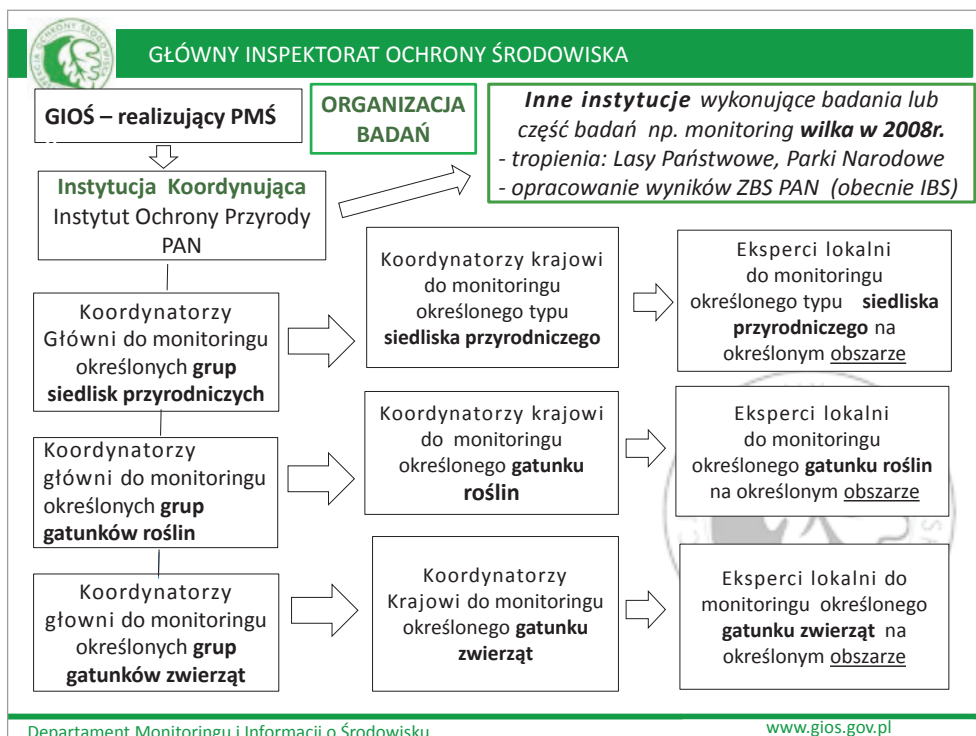 GŁÓWNY INSPEKTORAT OCHRONY ŚRODOWISKA
GIOŚ – realizujący PMŚ
ORGANIZACJA
BADAŃ
Inne instytucje wykonujące badania lub
część badań np. monitoring wilka w 2008r.
- tropienia: Lasy Państwowe, Parki Narodowe
- opracowanie wyników ZBS PAN (obecnie IBS)
Instytucja Koordynująca
Instytut Ochrony Przyrody
PAN
Koordynatorzy
Główni do monitoringu
określonych grup
siedlisk przyrodniczych
Koordynatorzy krajowi
do monitoringu
określonego typu
siedliska przyrodniczego
Eksperci lokalni
do monitoringu
określonego typu siedliska
przyrodniczego na
określonym obszarze
Koordynatorzy
główni do monitoringu
określonych grup
gatunków roślin
Koordynatorzy krajowi
do monitoringu
określonego gatunku
roślin
Eksperci lokalni
do monitoringu
określonego gatunku roślin
na określonym obszarze
Koordynatorzy
głowni do monitoringu
określonych grup
gatunków zwierząt
Koordynatorzy
Krajowi do monitoringu
określonego gatunku
zwierząt
Eksperci lokalni do
monitoringu określonego
gatunku zwierząt na
określonym obszarze
Departament Monitoringu i Informacji o Środowisku
www.gios.gov.pl